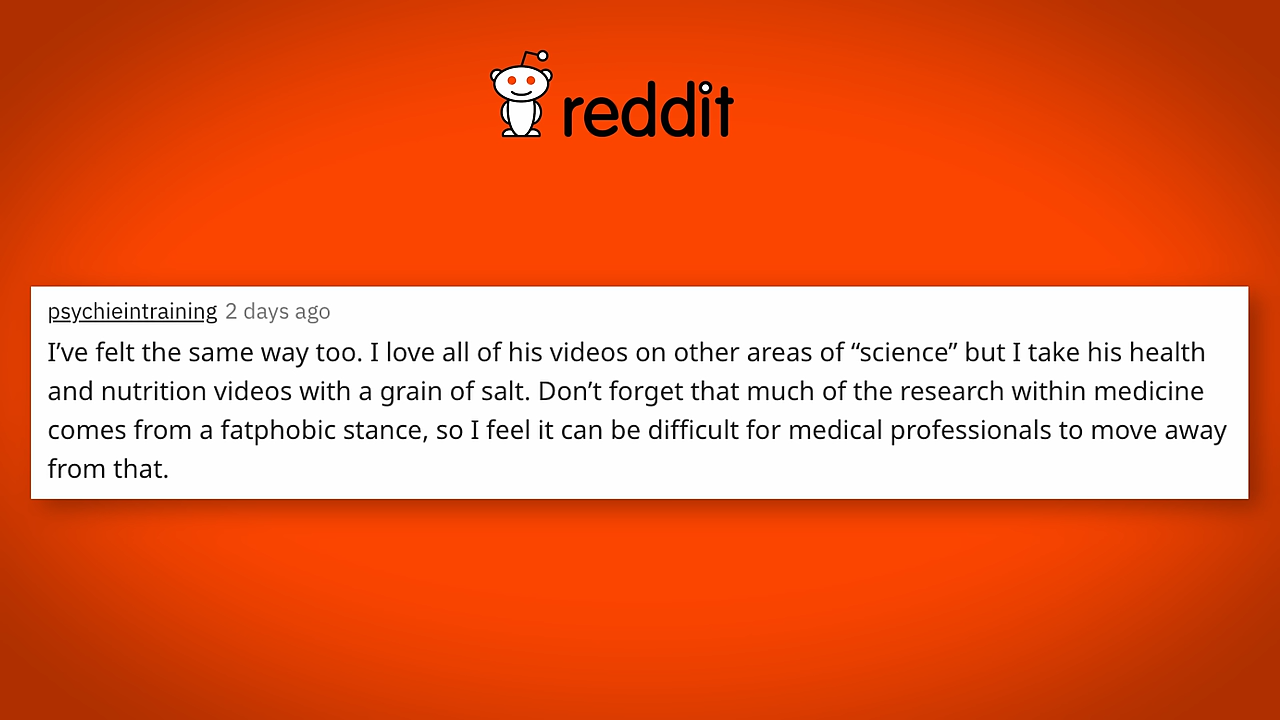 reddit
psychieintraining 2 days ago
I’ve felt the same way too. I love all of his videos on other areas of “science” but I take his health
and nutrition videos with a grain of salt. Don’t forget that much of the research within medicine
comes from a fatphobic stance, so I feel it can be difficult for medical professionals to move away
from that.